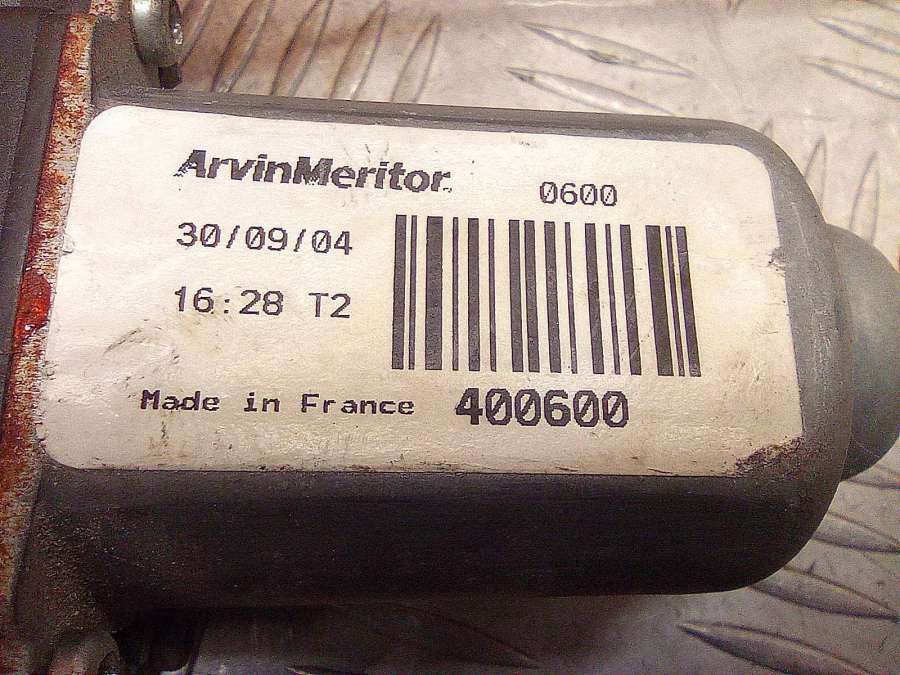 ArvinMeritor
0600
30/09/04
16:28 T2
Made in France
400600